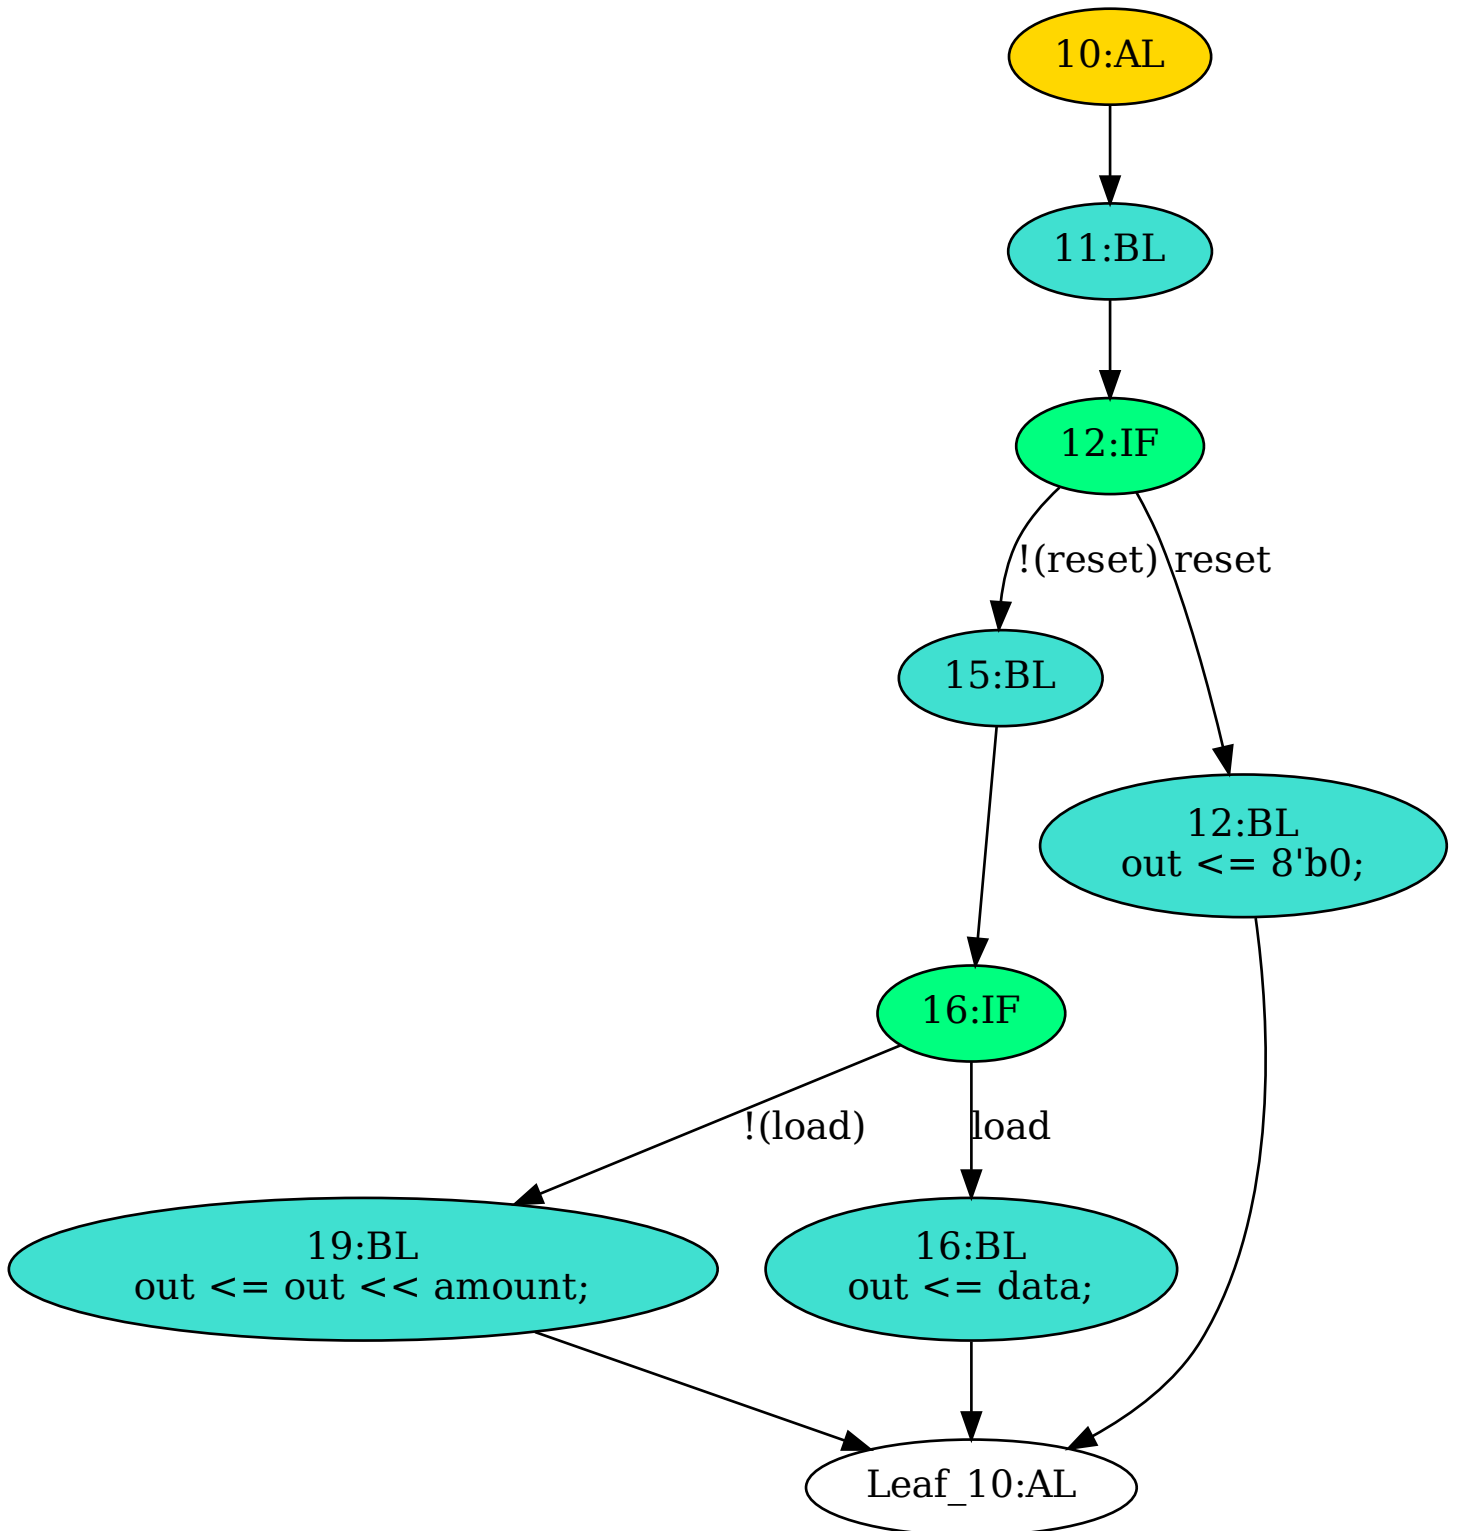 10:AL
11:BL
12:IF
!(reset)
reset
15:BL
12:BL
out <= 8'b0;
16:IF
!(load)
load
19:BL
out <= out << amount;
16:BL
out <= data;
Leaf_10:AL